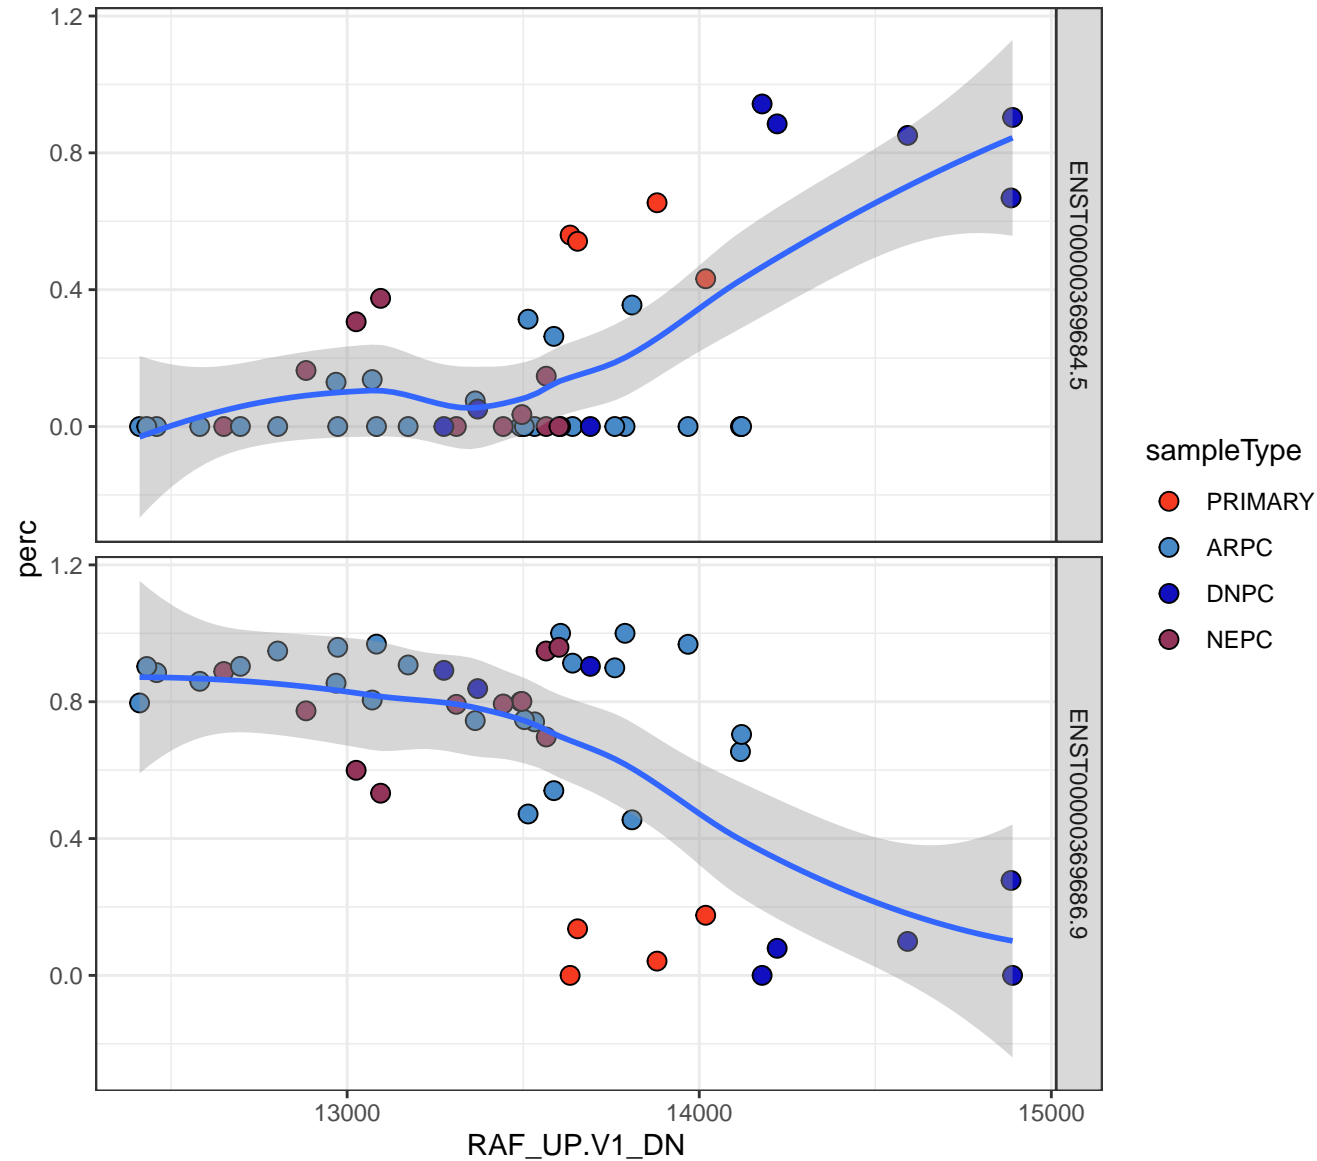 1.2
0.8
0.4
0.0
ENST00000369684.5
1.2
0.8
0.4
0.0
ENST00000369686.9
perc
13000
14000
15000
RAF_UP.V1_DN
sampleType
PRIMARY
ARPC
DNPC
NEPC